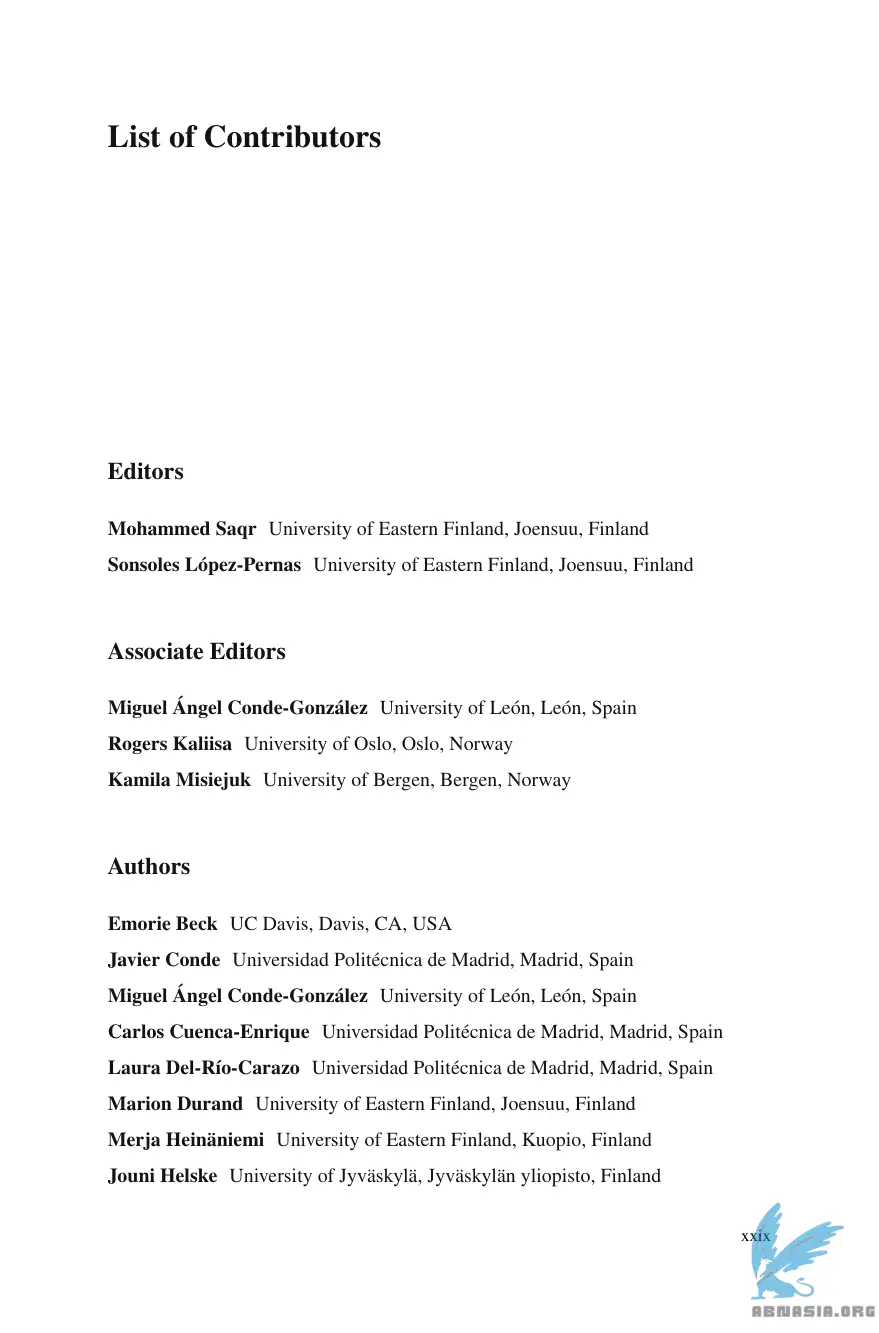 List of Contributors
Editors
Mohammed Saqr University of Eastern Finland, Joensuu, Finland
Sonsoles López-Pernas University of Eastern Finland, Joensuu, Finland
Associate Editors
Miguel Ángel Conde-González University of León, León, Spain
Rogers Kaliisa University of Oslo, Oslo, Norway
Kamila Misiejuk University of Bergen, Bergen, Norway
Authors
Emorie Beck UC Davis, Davis, CA, USA
Javier Conde Universidad Politécnica de Madrid, Madrid, Spain
Miguel Ángel Conde-González University of León, León, Spain
Carlos Cuenca-Enrique Universidad Politécnica de Madrid, Madrid, Spain
Laura Del-Río-Carazo Universidad Politécnica de Madrid, Madrid, Spain
Marion Durand University of Eastern Finland, Joensuu, Finland
Merja Heinäniemi University of Eastern Finland, Kuopio, Finland
Jouni Helske University of Jyväskylä, Jyväskylän yliopisto, Finland
xxix
ABNASIA.ORG